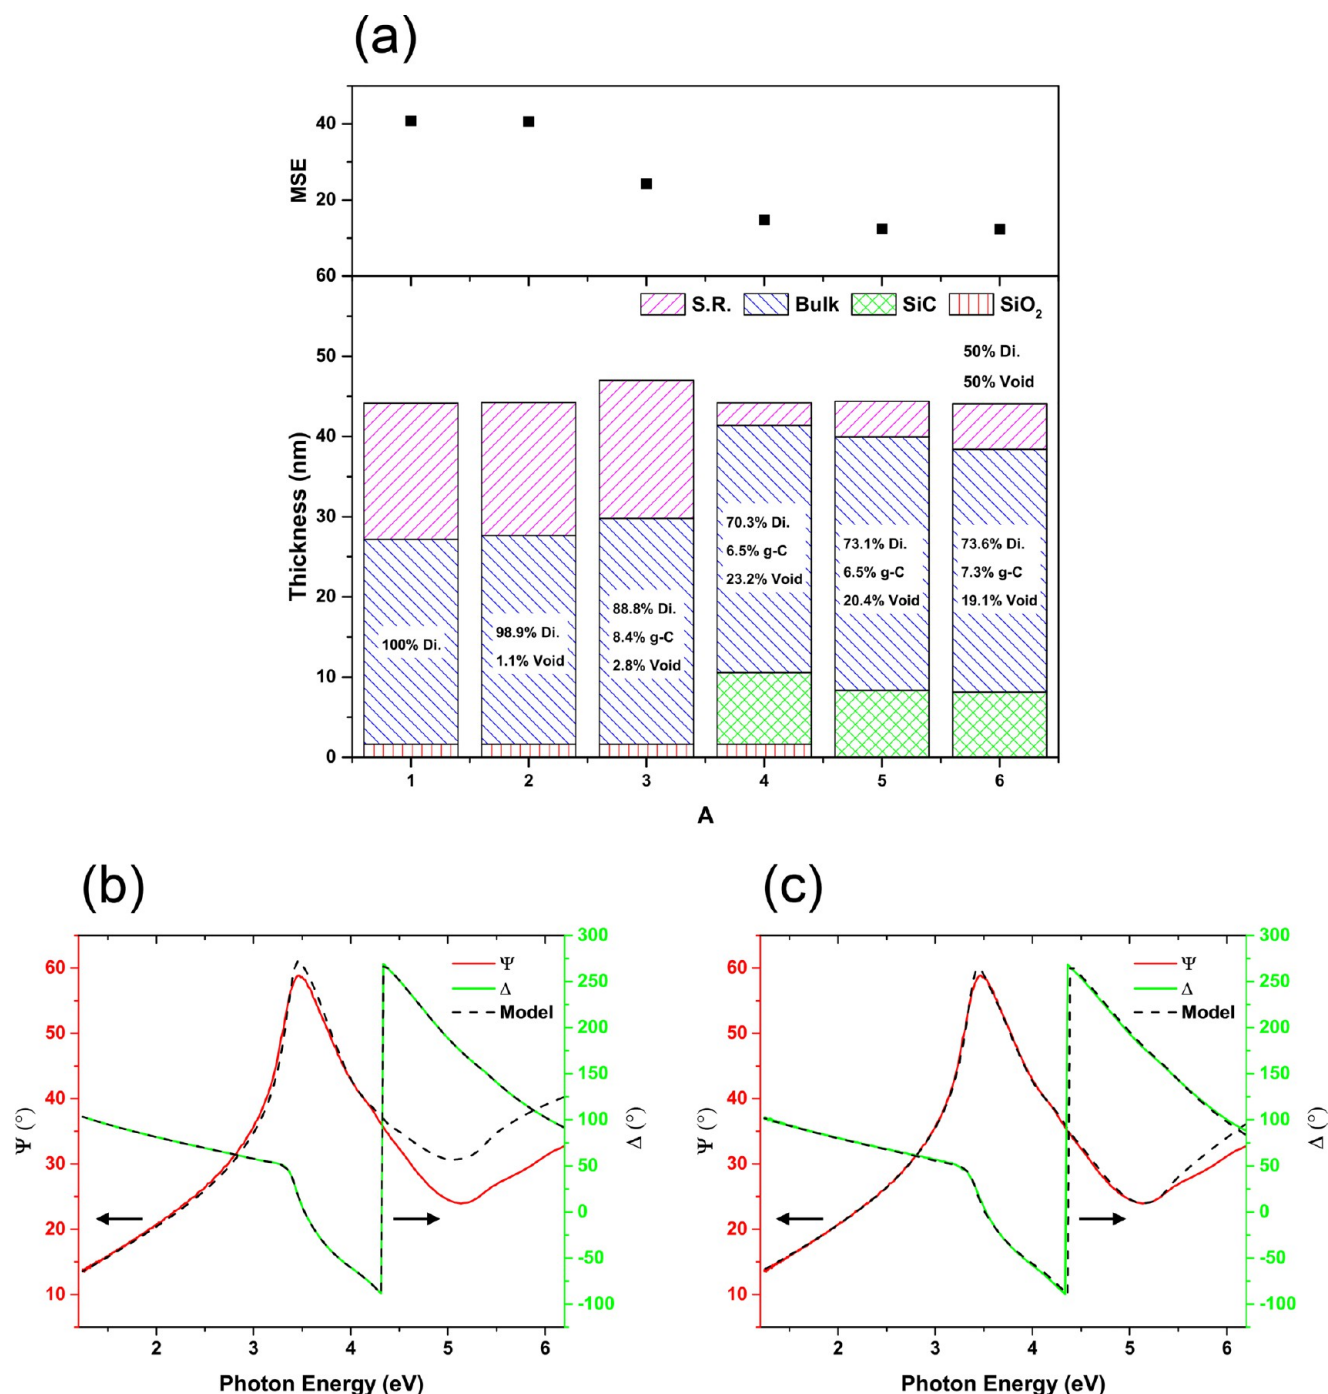 (a)
MSE
40
20
60
S.R. Bulk SiC SiO₂
Thickness (nm)
50
40
30
20
10
0
50% Di.
50% Void
100% Di.
98.9% Di.
1.1% Void
88.8% Di.
8.4% g-C
2.8% Void
70.3% Di.
6.5% g-C
23.2% Void
73.1% Di.
6.5% g-C
20.4% Void
73.6% Di.
7.3% g-C
19.1% Void
1 2 3 4 5 6
A
(b)
Ψ (°)
60
50
40
30
20
10
Ψ
Δ
Model
300
250
200
150
100
50
0
-50
-100
Δ (°)
2 3 4 5 6
Photon Energy (eV)
(c)
Ψ (°)
60
50
40
30
20
10
Ψ
Δ
Model
300
250
200
150
100
50
0
-50
-100
Δ (°)
2 3 4 5 6
Photon Energy (eV)